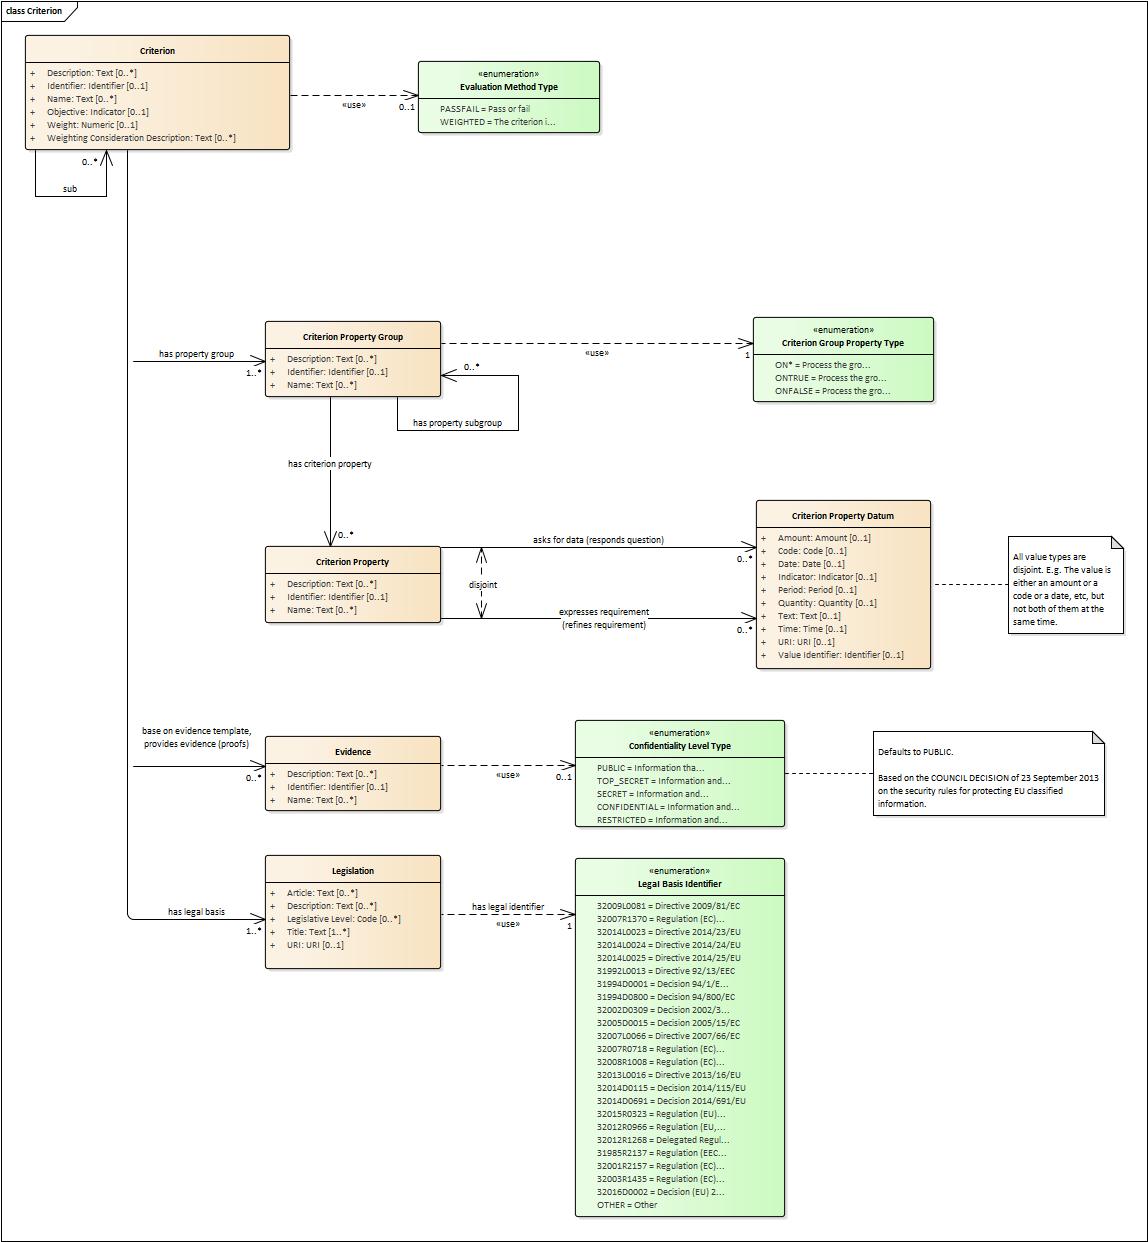 class Criterion
Criterion
+ Description: Text [0..*]
+ Identifier: Identifier [0..1]
+ Name: Text [0..*]
+ Objective: Indicator [0..1]
+ Weight: Numeric [0..1]
+ Weighting Consideration Description: Text [0..*]
«use»
0..1
«enumeration»
Evaluation Method Type
PASSFAIL = Pass or fail
WEIGHTED = The criterion i...
0..*
sub
has property group
1..*
Criterion Property Group
+ Description: Text [0..*]
+ Identifier: Identifier [0..1]
+ Name: Text [0..*]
«use»
1
«enumeration»
Criterion Group Property Type
ON* = Process the gro...
ONTRUE = Process the gro...
ONFALSE = Process the gro...
0..*
has property subgroup
has criterion property
0..*
Criterion Property
+ Description: Text [0..*]
+ Identifier: Identifier [0..1]
+ Name: Text [0..*]
asks for data (responds question)
0..*
disjoint
expresses requirement
(refines requirement)
0..*
Criterion Property Datum
+ Amount: Amount [0..1]
+ Code: Code [0..1]
+ Date: Date [0..1]
+ Indicator: Indicator [0..1]
+ Period: Period [0..1]
+ Quantity: Quantity [0..1]
+ Text: Text [0..1]
+ Time: Time [0..1]
+ URI: URI [0..1]
+ Value Identifier: Identifier [0..1]
All value types are
disjoint. E.g. The value is
either an amount or a
code or a date, etc, but
not both of them at the
same time.
base on evidence template,
provides evidence (proofs)
0..*
Evidence
+ Description: Text [0..*]
+ Identifier: Identifier [0..1]
+ Name: Text [0..*]
«use»
0..1
«enumeration»
Confidentiality Level Type
PUBLIC = Information tha...
TOP_SECRET = Information and...
SECRET = Information and...
CONFIDENTIAL = Information and...
RESTRICTED = Information and...
Defaults to PUBLIC.
Based on the COUNCIL DECISION of 23 September 2013
on the security rules for protecting EU classified
information.
has legal basis
1..*
Legislation
+ Article: Text [0..*]
+ Description: Text [0..*]
+ Legislative Level: Code [0..*]
+ Title: Text [1..*]
+ URI: URI [0..1]
has legal identifier
«use»
1
«enumeration»
Legal Basis Identifier
32009L0081 = Directive 2009/81/EC
32007R1370 = Regulation (EC)...
32014L0023 = Directive 2014/23/EU
32014L0024 = Directive 2014/24/EU
32014L0025 = Directive 2014/25/EU
31992L0013 = Directive 92/13/EEC
31994D0001 = Decision 94/1/E...
31994D0800 = Decision 94/800/EC
32002D0309 = Decision 2002/3...
32005D0015 = Decision 2005/15/EC
32007L0066 = Directive 2007/66/EC
32007R0718 = Regulation (EC)...
32008R1008 = Regulation (EC)...
32013L0016 = Directive 2013/16/EU
32014D0115 = Decision 2014/115/EU
32014D0691 = Decision 2014/691/EU
32015R0323 = Regulation (EU)...
32012R0966 = Regulation (EU,...
32012R1268 = Delegated Regul...
31985R2137 = Regulation (EEC...
32001R2157 = Regulation (EC)...
32003R1435 = Regulation (EC)...
32016D0002 = Decision (EU) 2...
OTHER = Other